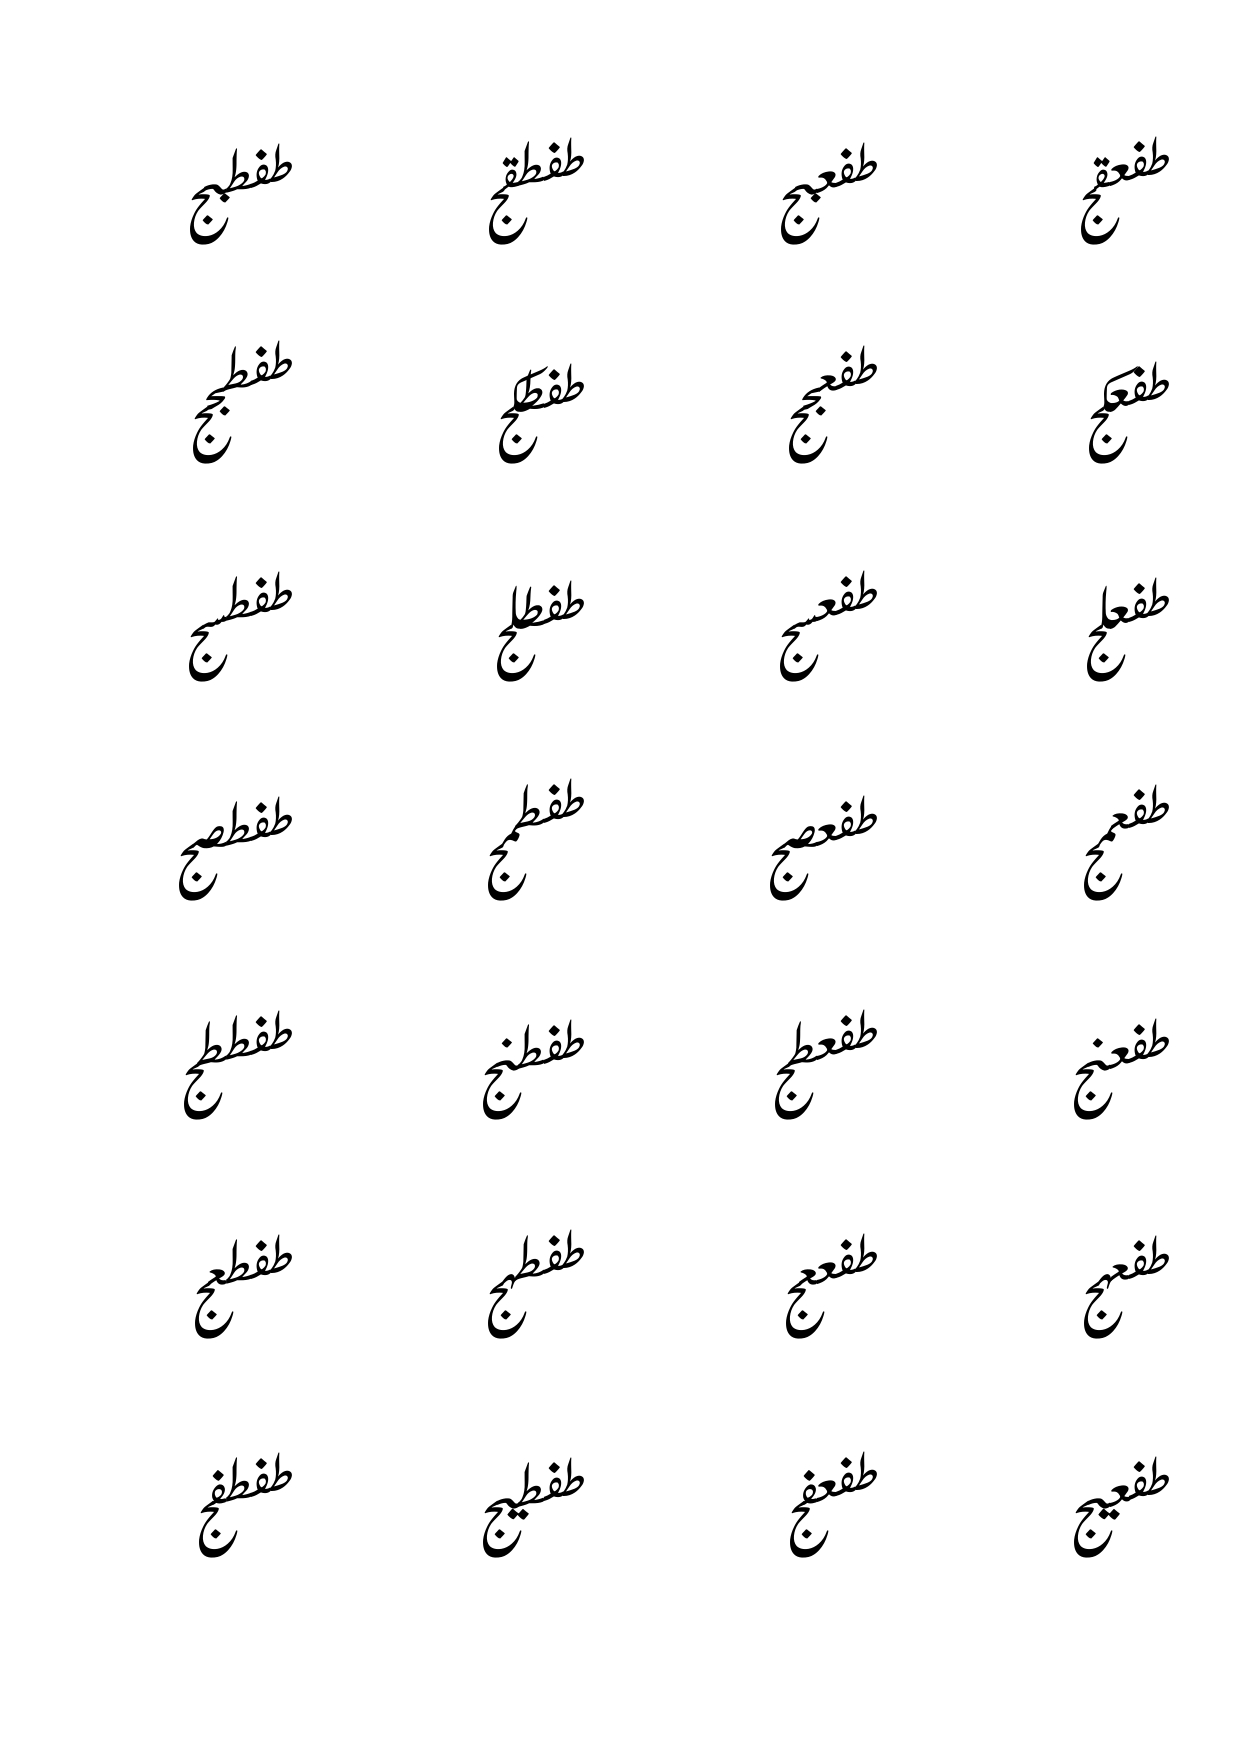 طفعقج طفعبج طفطقج طفطبج
طفعكج طفعجج طفطكج طفطجج
طفعلج طفعسج طفطلج طفطسج
طفعمج طفعصج طفطمج طفطصج
طفعنج طفعطج طفطنج طفططج
طفعهج طفععج طفطهج طفطعج
طفعيج طفعفج طفطيج طفطفج